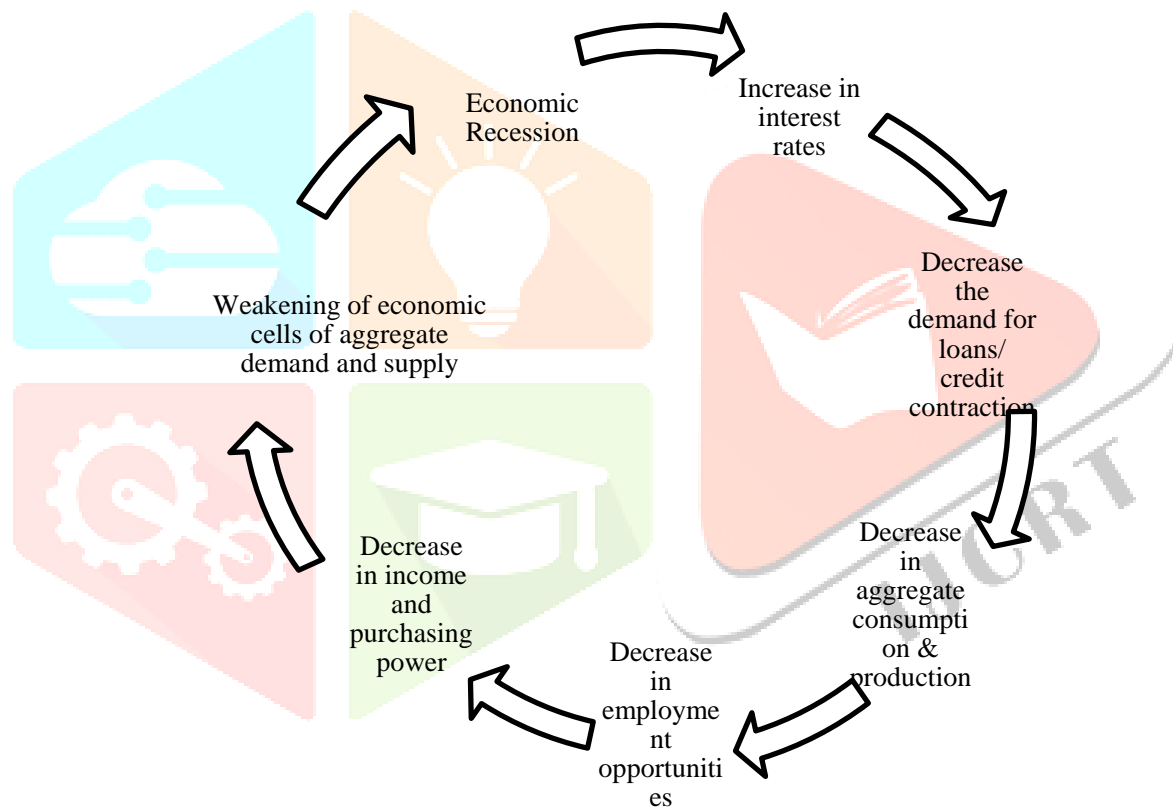 Economic
Recession
Increase in
interest
rates
Decrease
the
demand for
loans/
credit
contraction
Decrease
in
aggregate
consumpti
on &
production
Decrease
in
employme
nt
opportuniti
es
Decrease
in income
and
purchasing
power
Weakening of economic
cells of aggregate
demand and supply
IJCRT